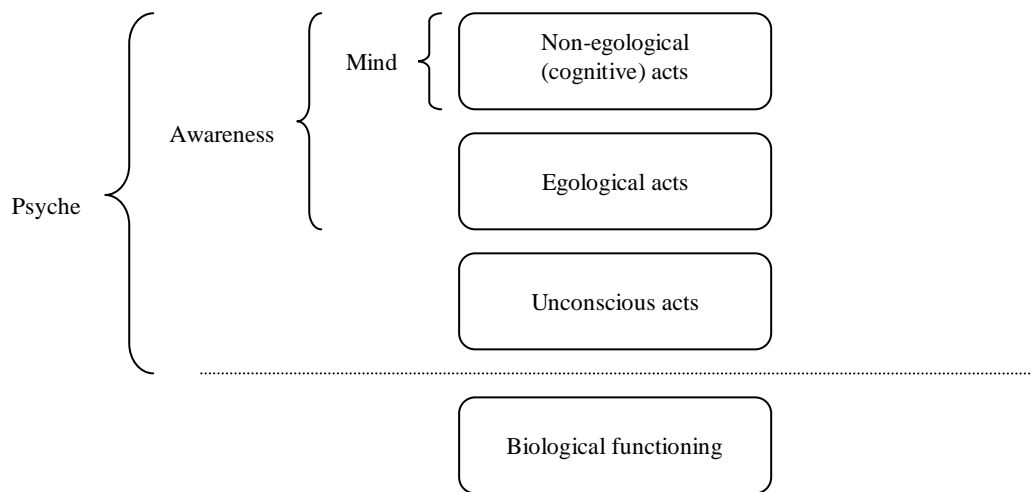 Non-egological
(cognitive) acts
Mind
Awareness
Egological acts
Psyche
Unconscious acts
Biological functioning